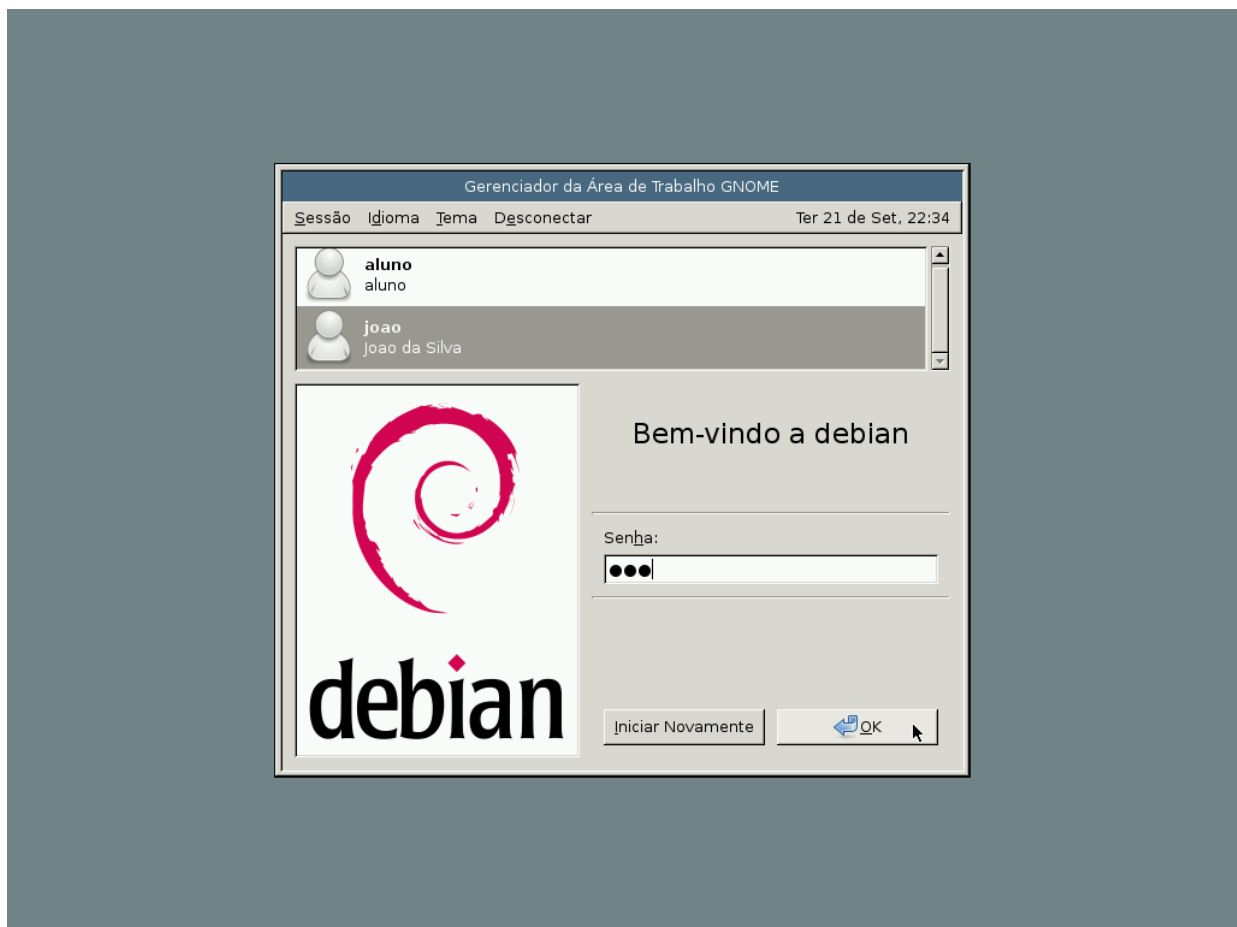 Gerenciador da Área de Trabalho GNOME
Sessão Idioma Tema Desconectar Ter 21 de Set, 22:34
aluno
aluno
joao
Joao da Silva
Bem-vindo a debian
Senha:
●●●
debian
Iniciar Novamente OK